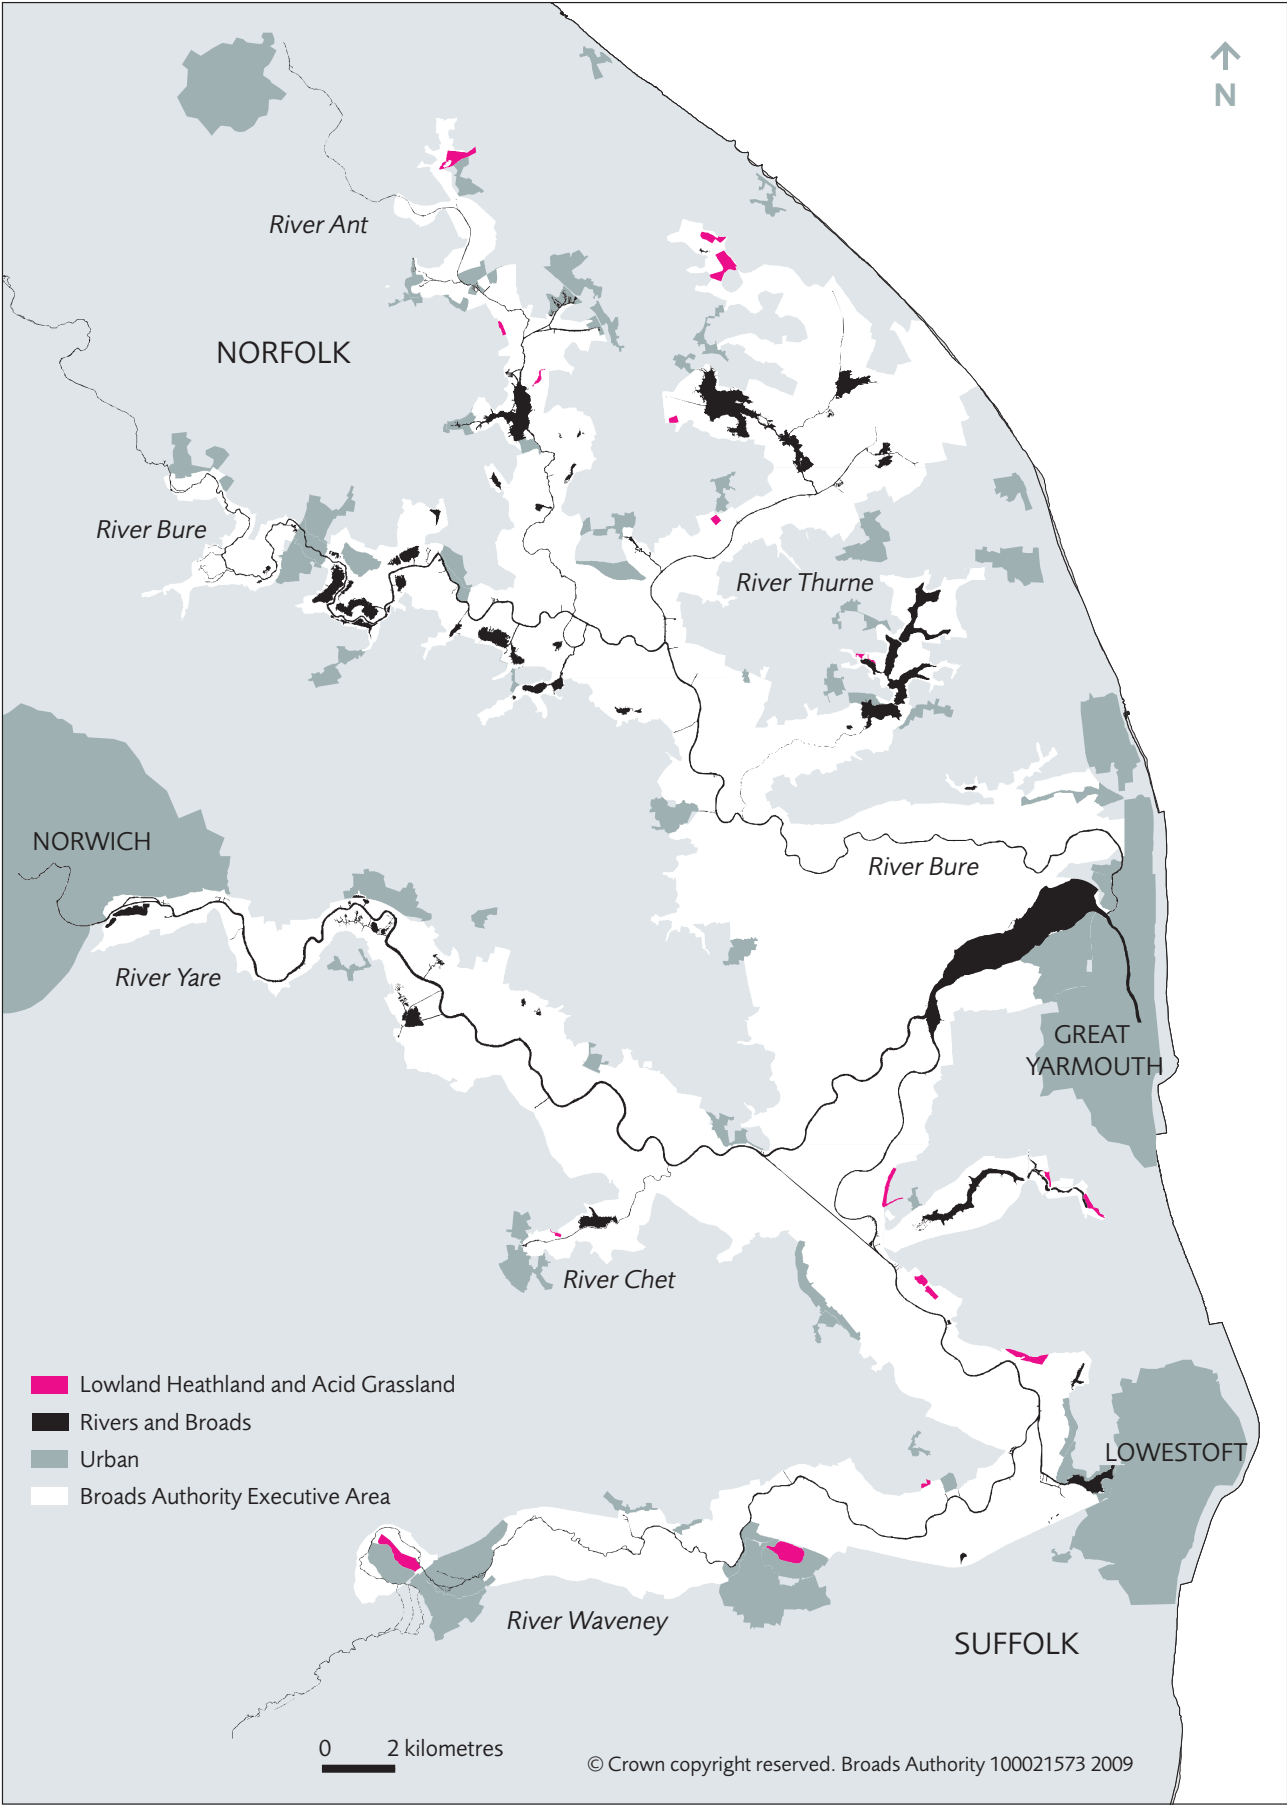 N
River Ant
NORFOLK
River Bure
River Thurne
NORWICH
River Bure
River Yare
GREAT
YARMOUTH
River Chet
Lowland Heathland and Acid Grassland
Rivers and Broads
Urban
Broads Authority Executive Area
LOWESTOFT
River Waveney
SUFFOLK
0 2 kilometres
© Crown copyright reserved. Broads Authority 100021573 2009